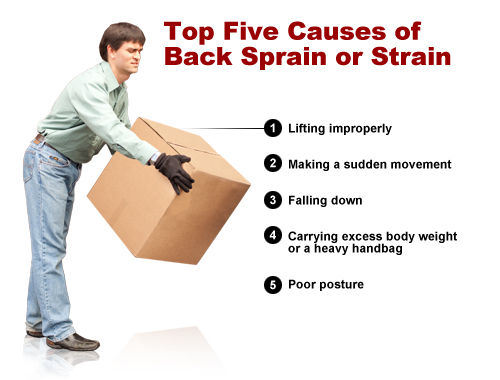 Top Five Causes of
Back Sprain or Strain
1 Lifting improperly
2 Making a sudden movement
3 Falling down
4 Carrying excess body weight
or a heavy handbag
5 Poor posture